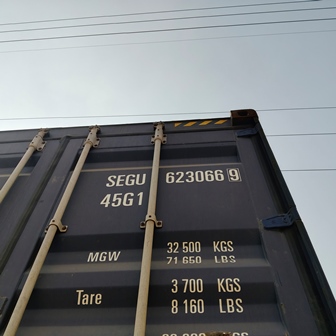 SEGU 623066 9
45G1
MGW 32 500 KGS
71 650 LBS
Tare 3 700 KGS
8 160 LBS